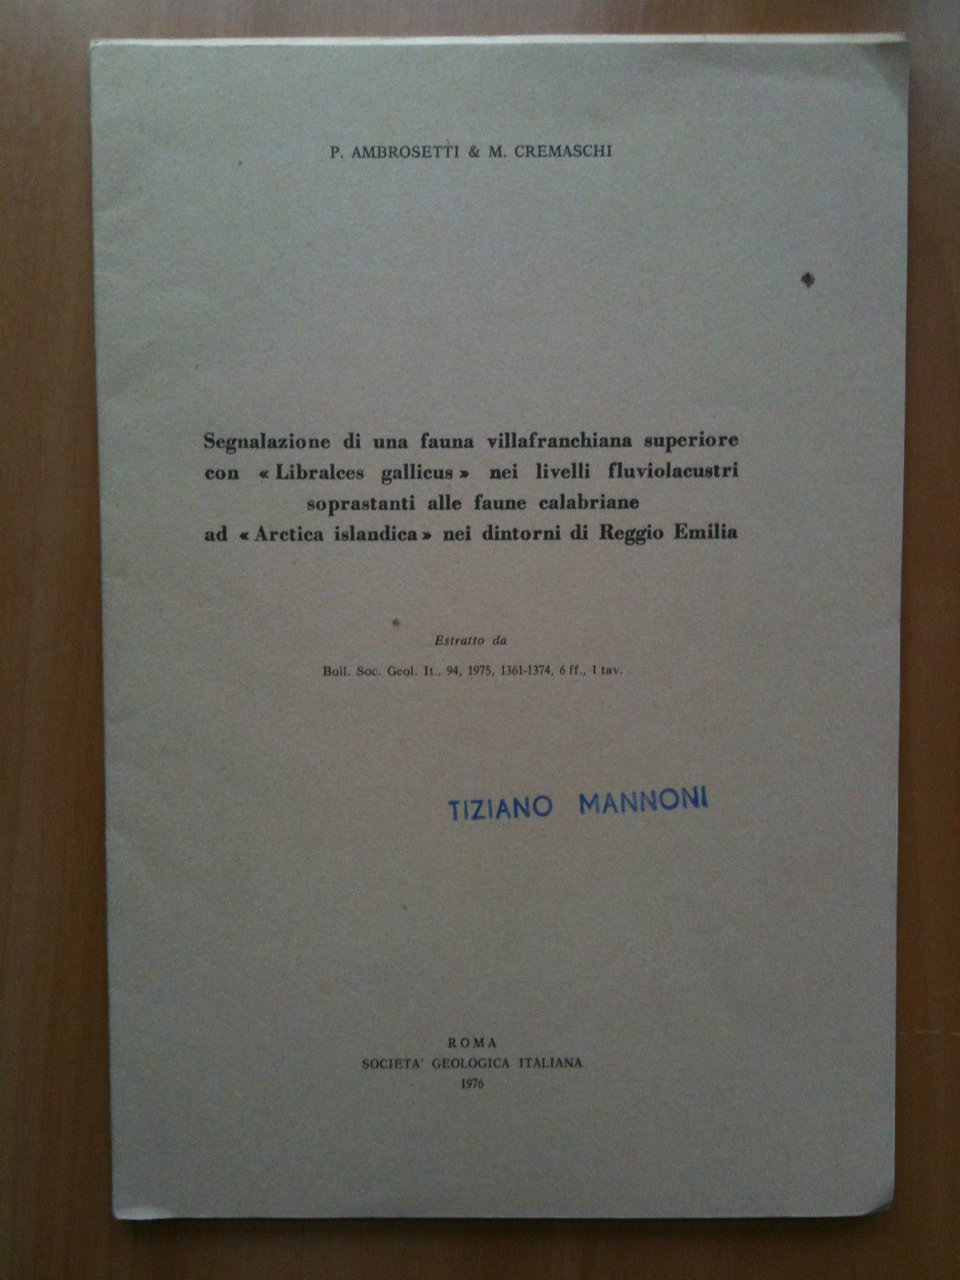 P. AMBROSETTI & M. CREMASCHI
Segnalazione di una fauna villafranchiana superiore
con « Libralces gallicus » nei livelli fluviolacustri
soprastanti alle faune calabriane
ad « Arctica islandica » nei dintorni di Reggio Emilia
Estratto da
Boll. Soc. Geol. It., 94, 1975, 1361-1374, 6 ff., 1 tav.
TIZIANO MANNONI
ROMA
SOCIETA' GEOLOGICA ITALIANA
1976